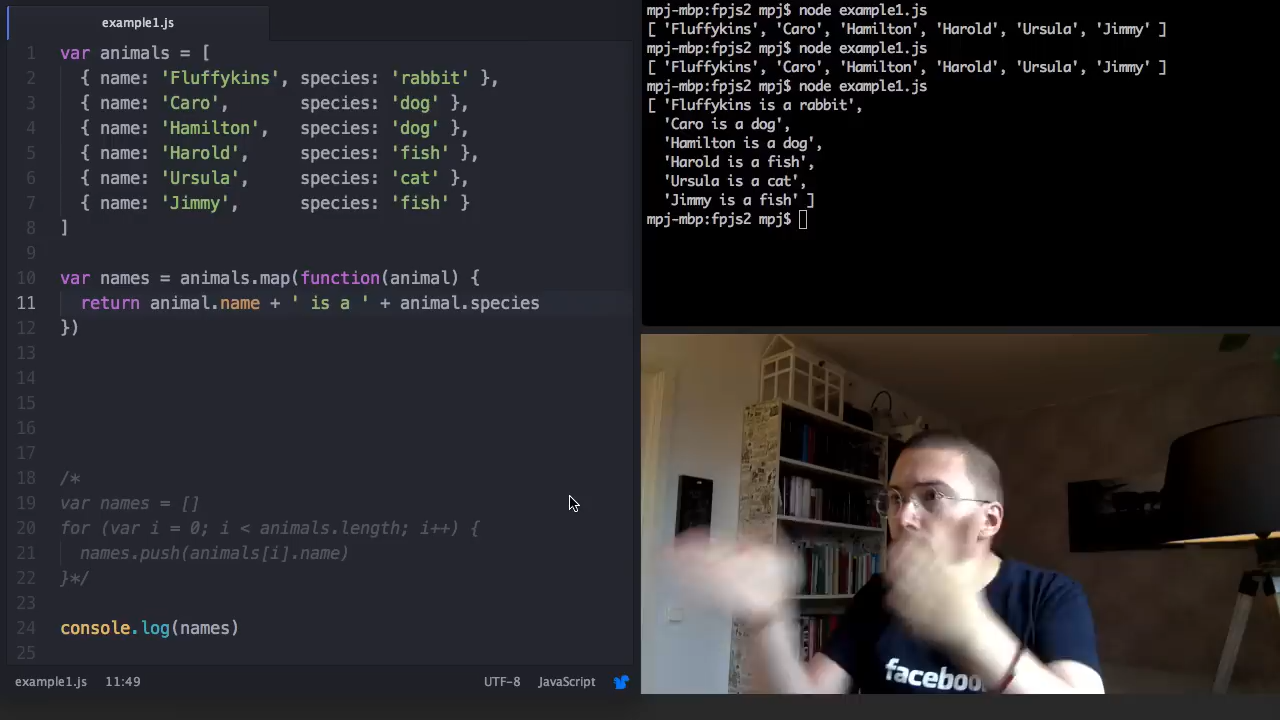 example1.js
1 var animals = [
2 { name: 'Fluffykins', species: 'rabbit' },
3 { name: 'Caro', species: 'dog' },
4 { name: 'Hamilton', species: 'dog' },
5 { name: 'Harold', species: 'fish' },
6 { name: 'Ursula', species: 'cat' },
7 { name: 'Jimmy', species: 'fish' }
8 ]
9
10 var names = animals.map(function(animal) {
11 return animal.name + ' is a ' + animal.species
12 })
13
14
15
16
17
18 /*
19 var names = []
20 for (var i = 0; i < animals.length; i++) {
21 names.push(animals[i].name)
22 }*/
23
24 console.log(names)
25
example1.js 11:49 UTF-8 JavaScript
mpj-mbp:fpjs2 mpj$ node example1.js
[ 'Fluffykins', 'Caro', 'Hamilton', 'Harold', 'Ursula', 'Jimmy' ]
mpj-mbp:fpjs2 mpj$ node example1.js
[ 'Fluffykins', 'Caro', 'Hamilton', 'Harold', 'Ursula', 'Jimmy' ]
mpj-mbp:fpjs2 mpj$ node example1.js
[ 'Fluffykins is a rabbit',
'Caro is a dog',
'Hamilton is a dog',
'Harold is a fish',
'Ursula is a cat',
'Jimmy is a fish' ]
mpj-mbp:fpjs2 mpj$
facebook